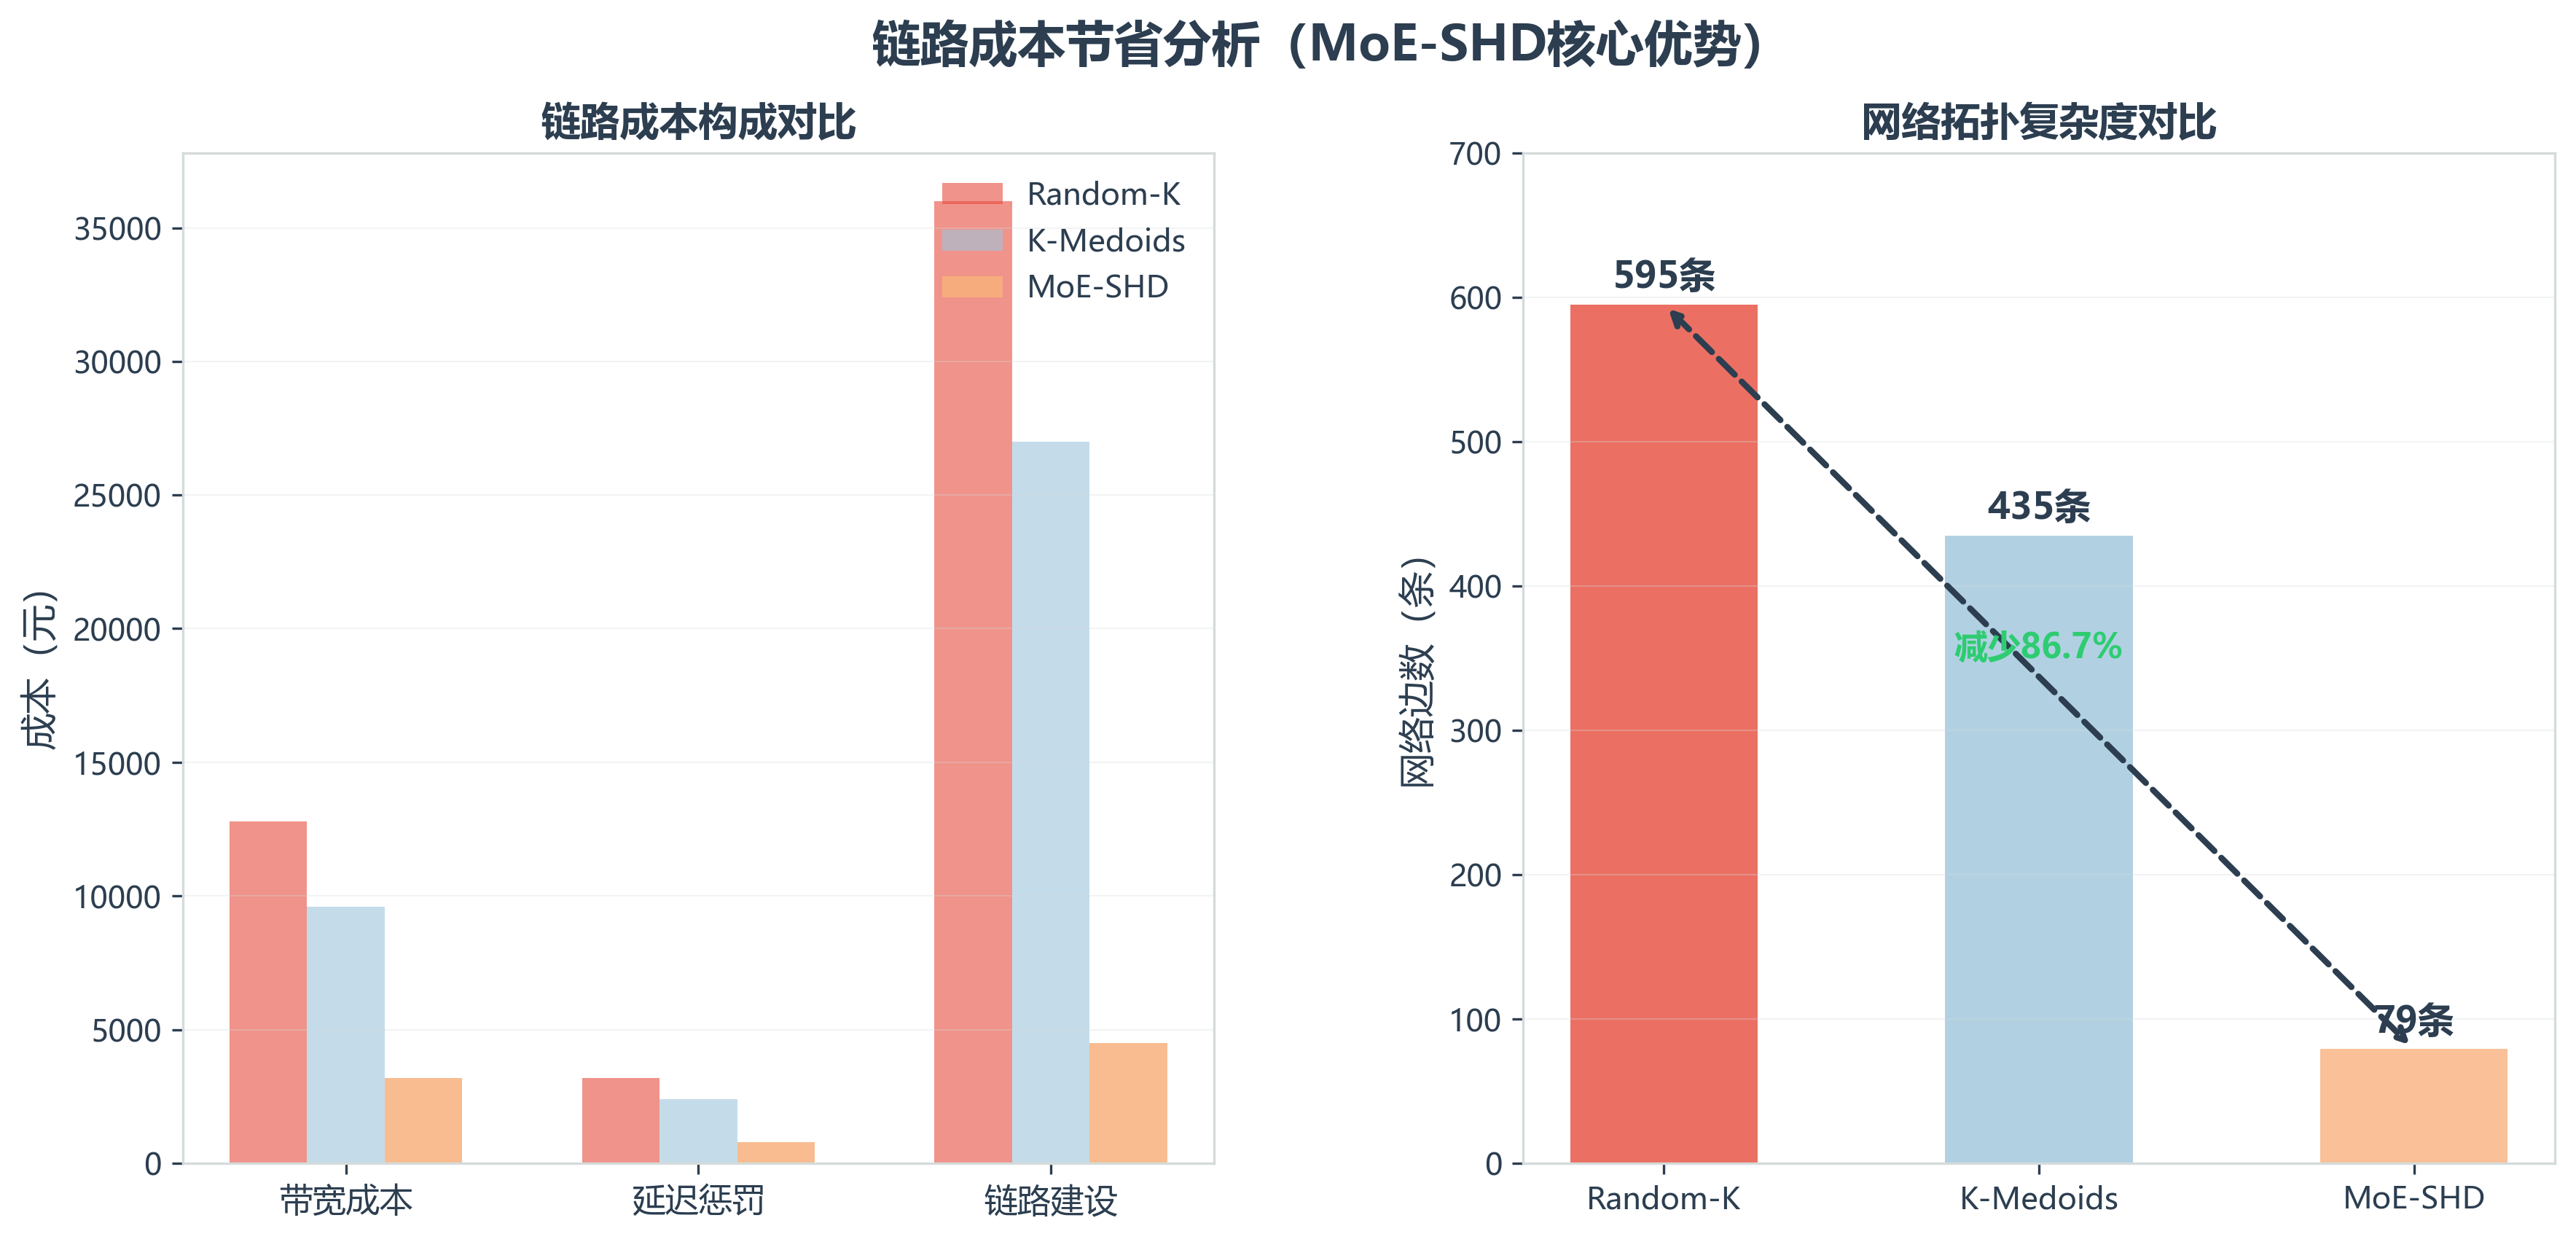 链路成本节省分析（MoE-SHD核心优势）
链路成本构成对比
成本（元）
35000
30000
25000
20000
15000
10000
5000
0
Random-K
K-Medoids
MoE-SHD
带宽成本
延迟惩罚
链路建设
网络拓扑复杂度对比
网络边数（条）
700
600
500
400
300
200
100
0
595条
435条
减少86.7%
79条
Random-K
K-Medoids
MoE-SHD